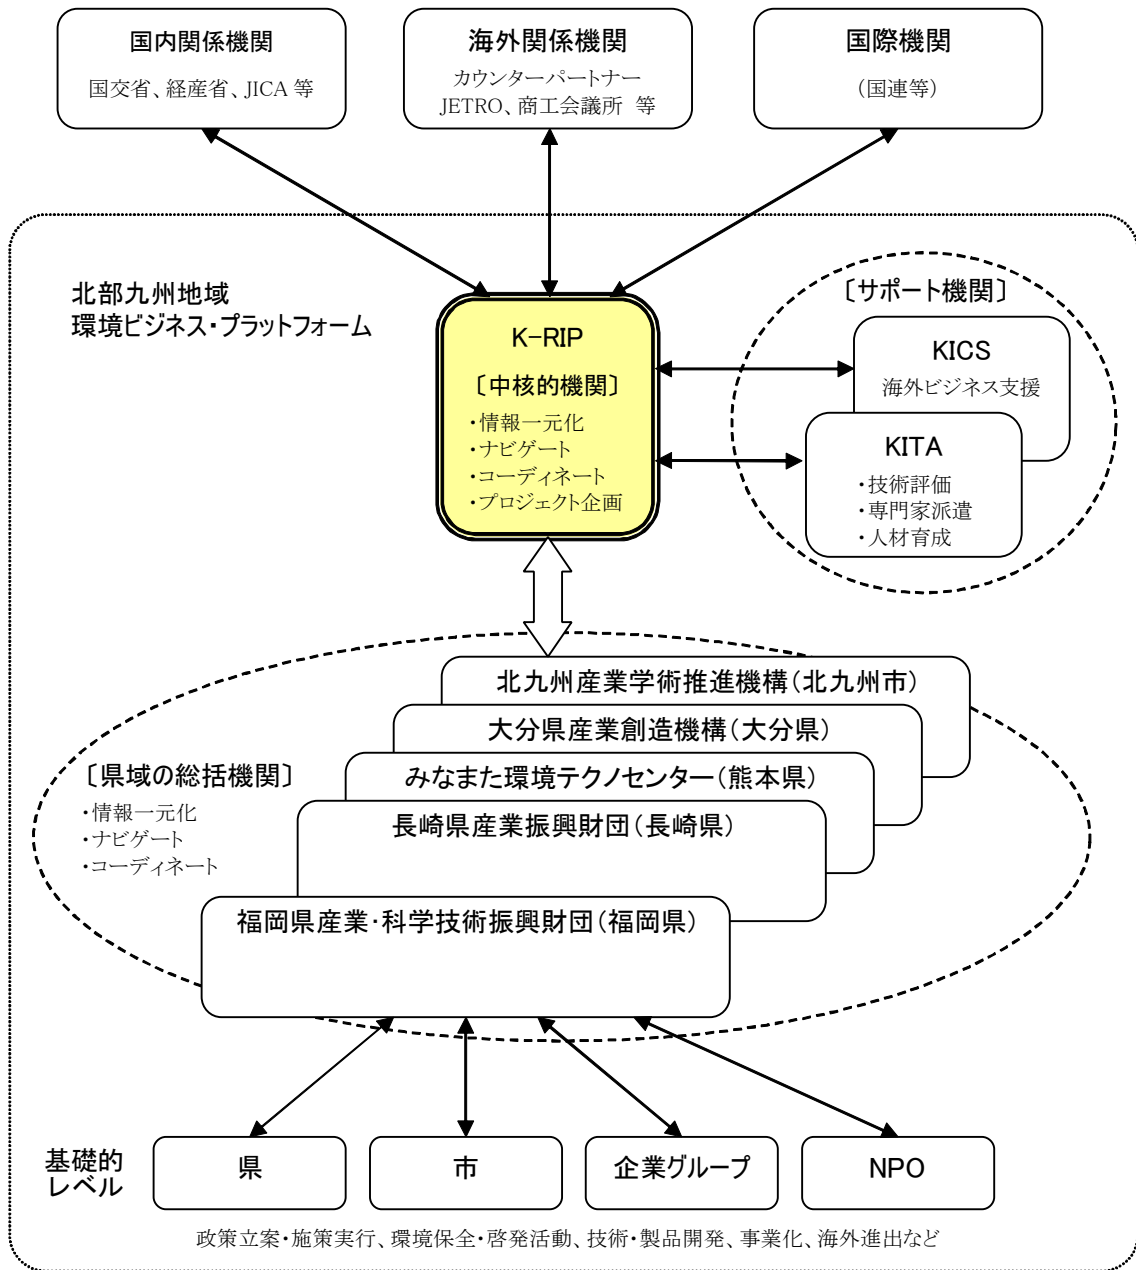 国内関係機関
国交省、経産省、JICA 等
海外関係機関
カウンターパートナー
JETRO、商工会議所 等
国際機関
（国連等）
北部九州地域
環境ビジネス・プラットフォーム
K-RIP
〔中核的機関〕
・情報一元化
・ナビゲート
・コーディネート
・プロジェクト企画
〔サポート機関〕
KICS
海外ビジネス支援
KITA
・技術評価
・専門家派遣
・人材育成
北九州産業学術推進機構（北九州市）
大分県産業創造機構（大分県）
みなまた環境テクノセンター（熊本県）
長崎県産業振興財団（長崎県）
福岡県産業・科学技術振興財団（福岡県）
〔県域の総括機関〕
・情報一元化
・ナビゲート
・コーディネート
基礎的
レベル
県
市
企業グループ
NPO
政策立案・施策実行、環境保全・啓発活動、技術・製品開発、事業化、海外進出など